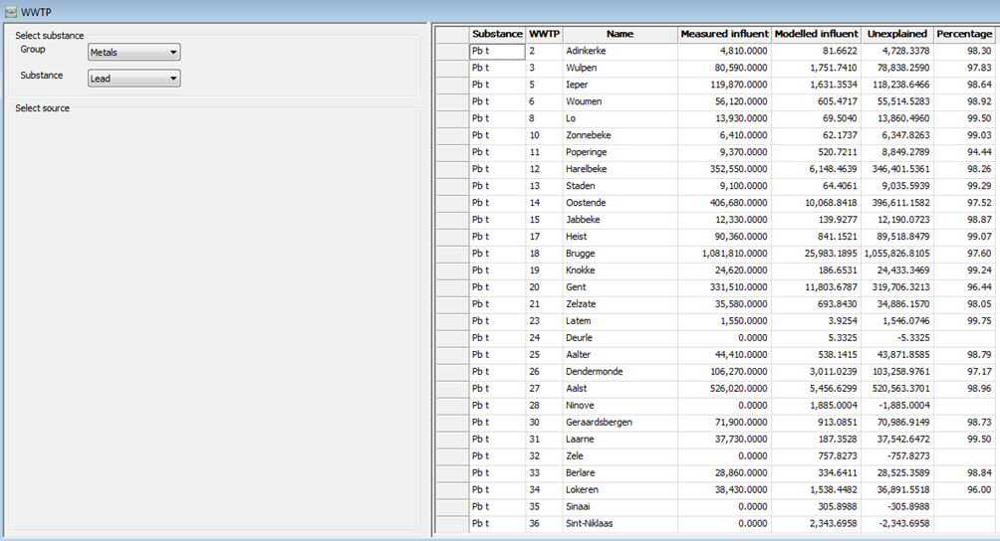 WWTP
Select substance
Group Metals
Substance Lead
Select source
Substance WWTP Name Measured influent Modelled influent Unexplained Percentage
Pb t 2 Adinkerke 4,810.0000 81.6622 4,728.3378 98.30
Pb t 3 Wulpen 80,590.0000 1,751.7410 78,838.2590 97.83
Pb t 5 Ieper 119,870.0000 1,631.3534 118,238.6466 98.64
Pb t 6 Woumen 56,120.0000 605.4717 55,514.5283 98.92
Pb t 8 Lo 13,930.0000 69.5040 13,860.4960 99.50
Pb t 10 Zonnebeke 6,410.0000 62.1737 6,347.8263 99.03
Pb t 11 Poperinge 9,370.0000 520.7211 8,849.2789 94.44
Pb t 12 Harelbeke 352,550.0000 6,148.4639 346,401.5361 98.26
Pb t 13 Staden 9,100.0000 64.4061 9,035.5939 99.29
Pb t 14 Oostende 406,680.0000 10,068.8418 396,611.1582 97.52
Pb t 15 Jabbeke 12,330.0000 139.9277 12,190.0723 98.87
Pb t 17 Heist 90,360.0000 841.1521 89,518.8479 99.07
Pb t 18 Brugge 1,081,810.0000 25,983.1895 1,055,826.8105 97.60
Pb t 19 Knokke 24,620.0000 186.6531 24,433.3469 99.24
Pb t 20 Gent 331,510.0000 11,803.6787 319,706.3213 96.44
Pb t 21 Zelzate 35,580.0000 693.8430 34,886.1570 98.05
Pb t 23 Latem 1,550.0000 3.9254 1,546.0746 99.75
Pb t 24 Deurle 0.0000 5.3325 -5.3325
Pb t 25 Aalter 44,410.0000 538.1415 43,871.8585 98.79
Pb t 26 Dendermonde 106,270.0000 3,011.0239 103,258.9761 97.17
Pb t 27 Aalst 526,020.0000 5,456.6299 520,563.3701 98.96
Pb t 28 Ninove 0.0000 1,885.0004 -1,885.0004
Pb t 30 Geraardsbergen 71,900.0000 913.0851 70,986.9149 98.73
Pb t 31 Laarne 37,730.0000 187.3528 37,542.6472 99.50
Pb t 32 Zele 0.0000 757.8273 -757.8273
Pb t 33 Berlare 28,860.0000 334.6411 28,525.3589 98.84
Pb t 34 Lokeren 38,430.0000 1,538.4482 36,891.5518 96.00
Pb t 35 Sinaai 0.0000 305.8988 -305.8988
Pb t 36 Sint-Niklaas 0.0000 2,343.6958 -2,343.6958